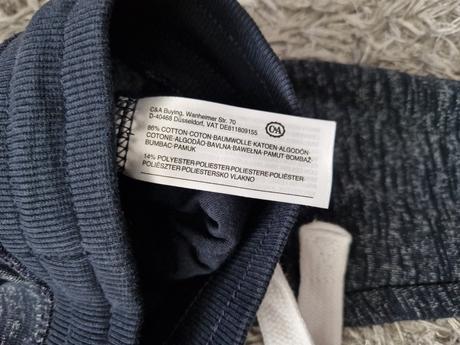 C&A Buying, Wanheimer Str. 70
D-40468 Düsseldorf, VAT DE811809155
C&A
86% COTTON-COTON-BAUMWOLLE KATOEN-ALGODÓN-
COTONE-ALGODÃO-BAVLNA-BAWEŁNA-PAMUT-BOMBAŽ-
BUMBAC-PAMUK
14% POLYESTER-POLIESTER-POLIESTERE-POLIÉSTER-
POLIÉSZTER-POLIESTERSKO VLAKNO